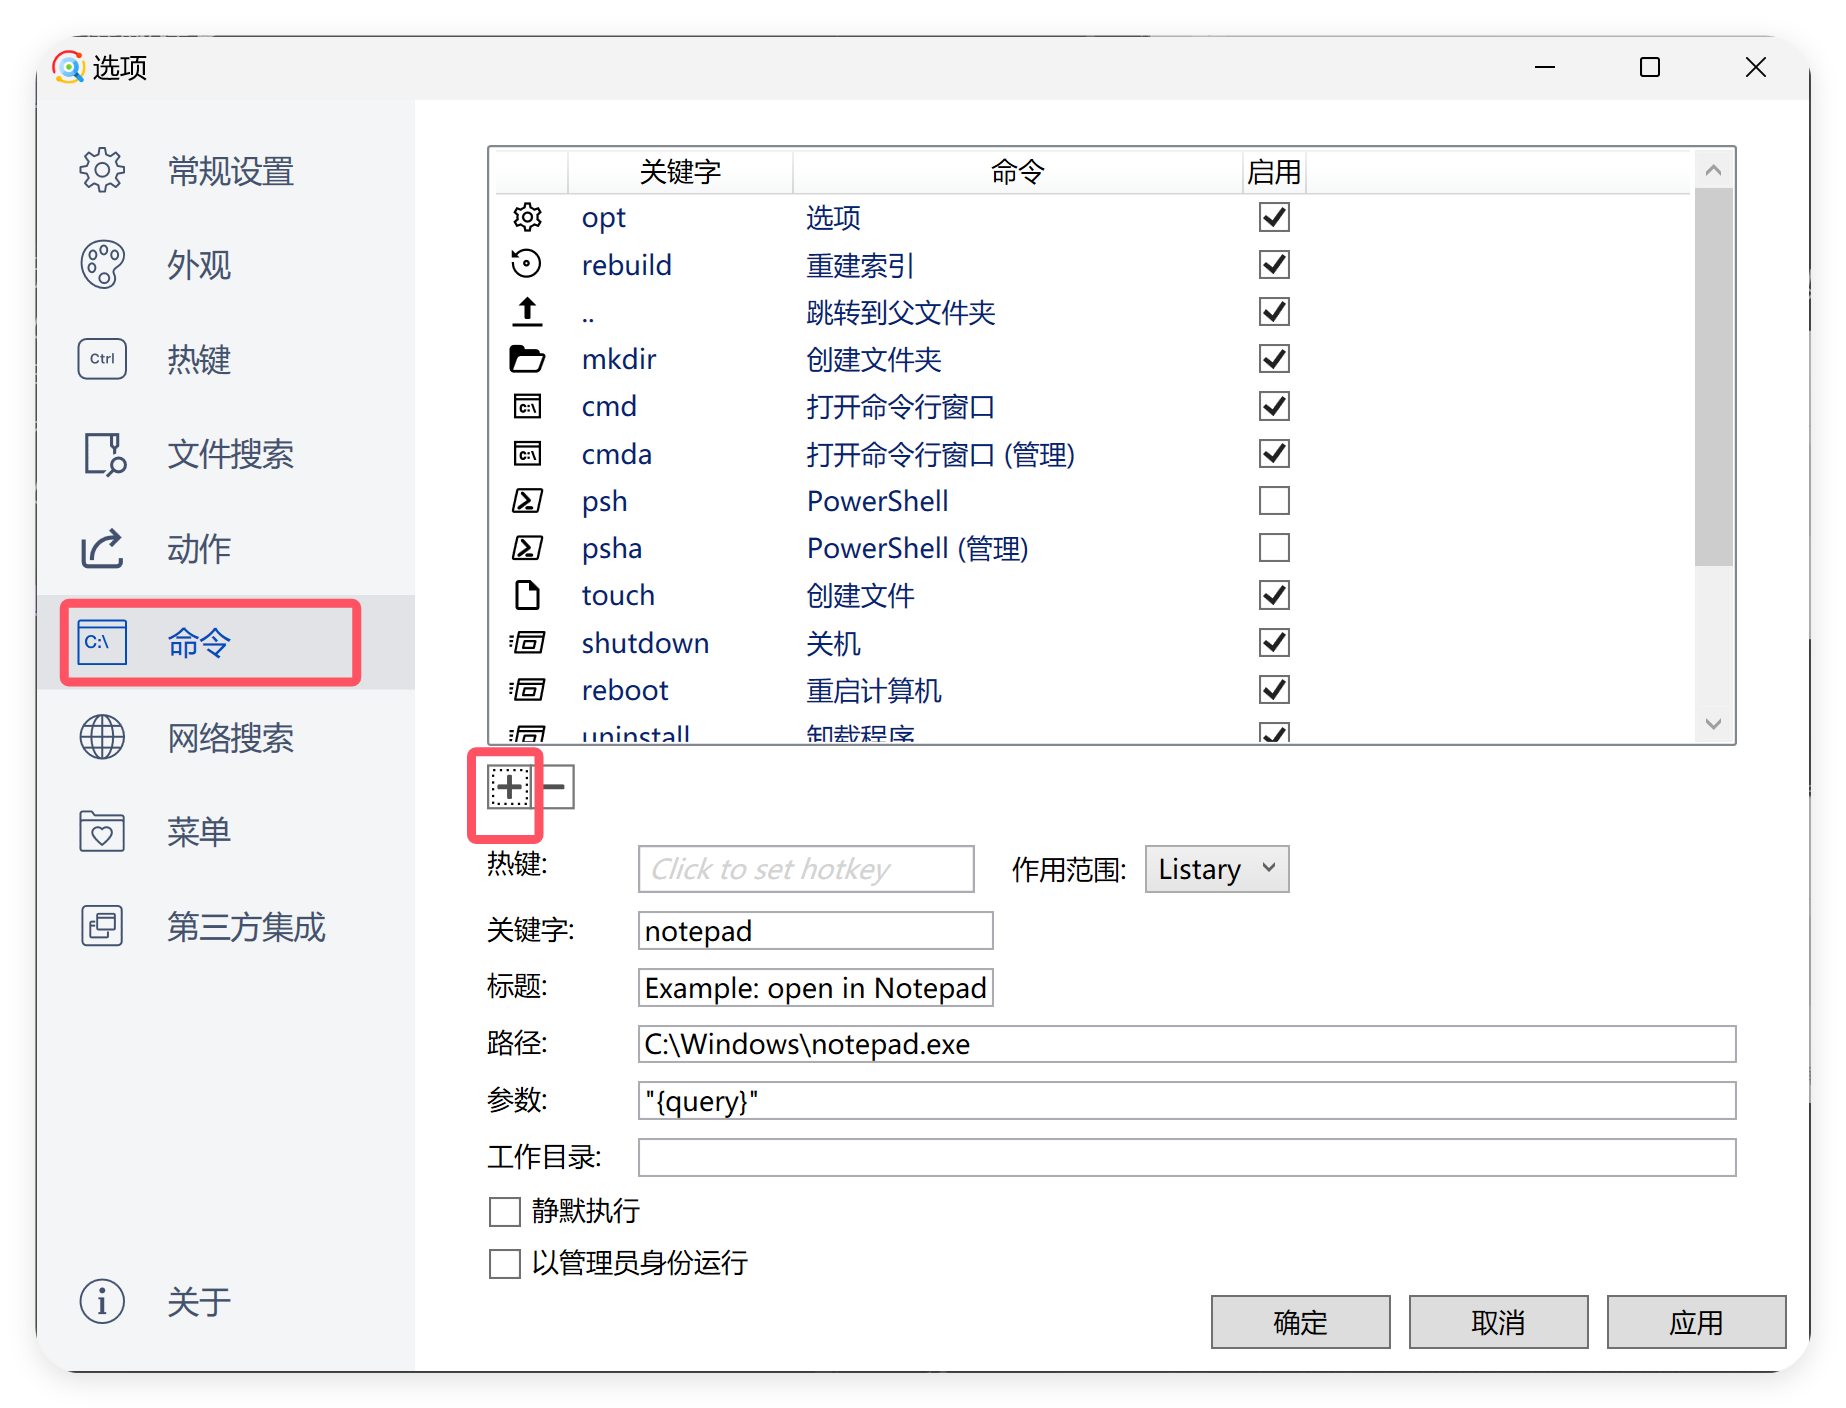 选项
常规设置
外观
Ctrl 热键
文件搜索
动作
C:\ 命令
网络搜索
菜单
第三方集成
关于
关键字 命令 启用
opt 选项
rebuild 重建索引
.. 跳转到父文件夹
mkdir 创建文件夹
C:\ cmd 打开命令行窗口
C:\ cmda 打开命令行窗口 (管理)
psh PowerShell
psha PowerShell (管理)
touch 创建文件
shutdown 关机
reboot 重启计算机
uninstall 卸载程序
热键: Click to set hotkey 作用范围: Listary
关键字: notepad
标题: Example: open in Notepad
路径: C:\Windows\notepad.exe
参数: "{query}"
工作目录:
静默执行
以管理员身份运行
确定 取消 应用